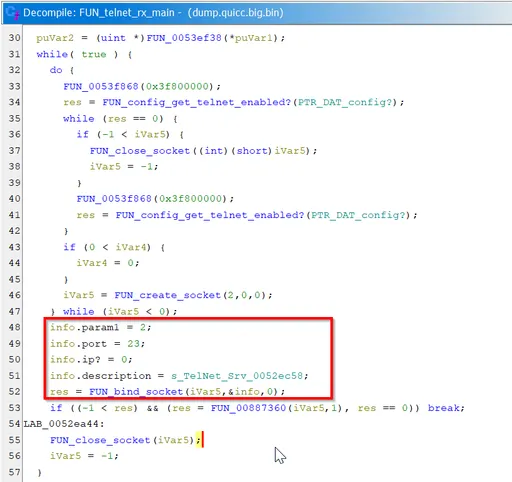 Decompile: FUN_telnet_rx_main - (dump.quicc.big.bin)
30 puVar2 = (uint *)FUN_0053ef38(*puVar1);
31 while( true ) {
32 do {
33 FUN_0053f868(0x3f800000);
34 res = FUN_config_get_telnet_enabled?(PTR_DAT_config?);
35 while (res == 0) {
36 if (-1 < iVar5) {
37 FUN_close_socket((int)(short)iVar5);
38 iVar5 = -1;
39 }
40 FUN_0053f868(0x3f800000);
41 res = FUN_config_get_telnet_enabled?(PTR_DAT_config?);
42 }
43 if (0 < iVar4) {
44 iVar4 = 0;
45 }
46 iVar5 = FUN_create_socket(2,0,0);
47 } while (iVar5 < 0);
48 info.param1 = 2;
49 info.port = 23;
50 info.ip? = 0;
51 info.description = s_TelNet_Srv_0052ec58;
52 res = FUN_bind_socket(iVar5,&info,0);
53 if ((-1 < res) && (res = FUN_00887360(iVar5,1), res == 0)) break;
54 LAB_0052ea44:
55 FUN_close_socket(iVar5);
56 iVar5 = -1;
57 }